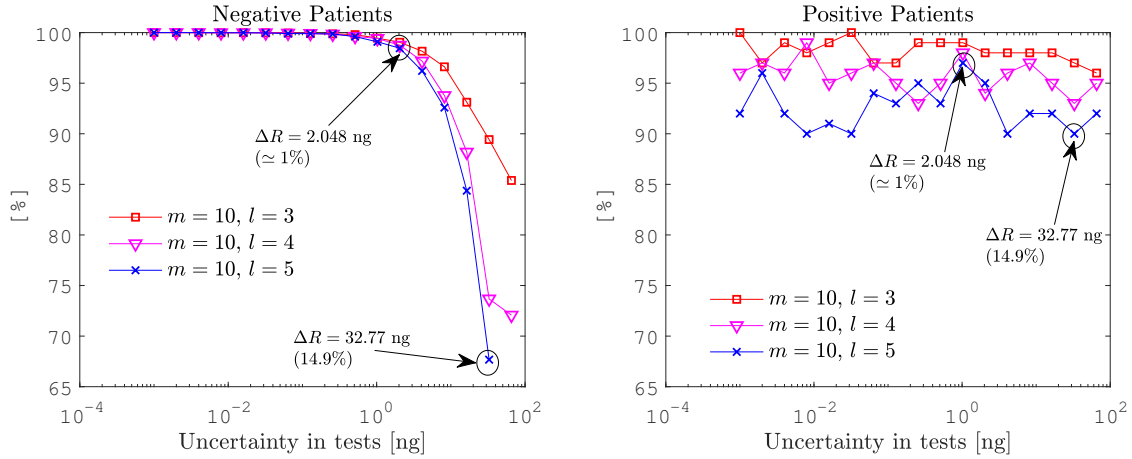 Negative Patients
100
95
90
85
80
75
70
65
[%]
ΔR = 2.048 ng
(≃ 1%)
m = 10, l = 3
m = 10, l = 4
m = 10, l = 5
ΔR = 32.77 ng
(14.9%)
10^-4 10^-2 10^0 10^2
Uncertainty in tests [ng]
Positive Patients
100
95
90
85
80
75
70
65
[%]
ΔR = 2.048 ng
(≃ 1%)
ΔR = 32.77 ng
(14.9%)
m = 10, l = 3
m = 10, l = 4
m = 10, l = 5
10^-4 10^-2 10^0 10^2
Uncertainty in tests [ng]